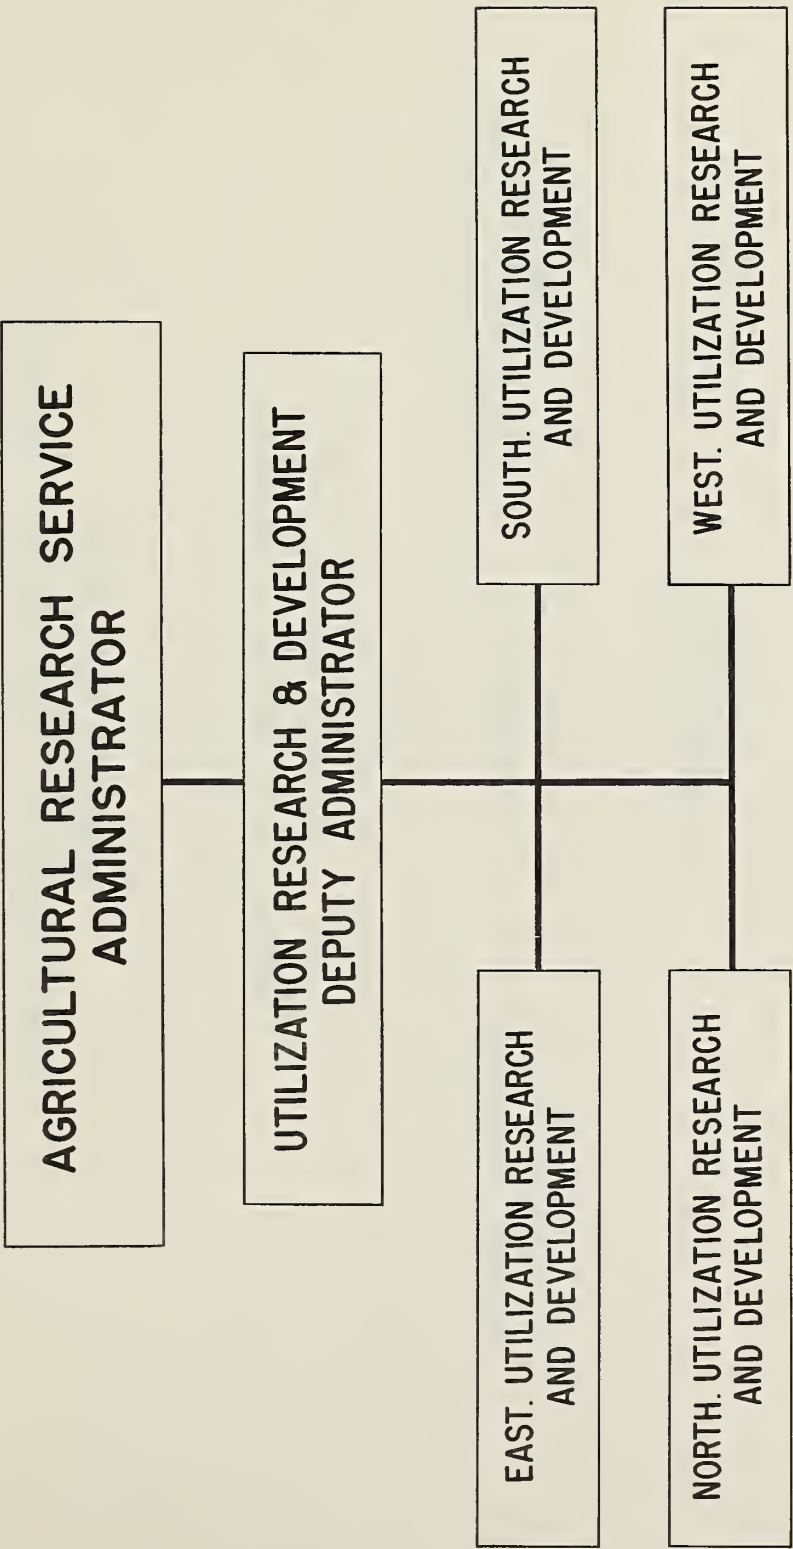 AGRICULTURAL RESEARCH SERVICE
ADMINISTRATOR
UTILIZATION RESEARCH & DEVELOPMENT
DEPUTY ADMINISTRATOR
EAST. UTILIZATION RESEARCH
AND DEVELOPMENT
SOUTH. UTILIZATION RESEARCH
AND DEVELOPMENT
NORTH. UTILIZATION RESEARCH
AND DEVELOPMENT
WEST. UTILIZATION RESEARCH
AND DEVELOPMENT